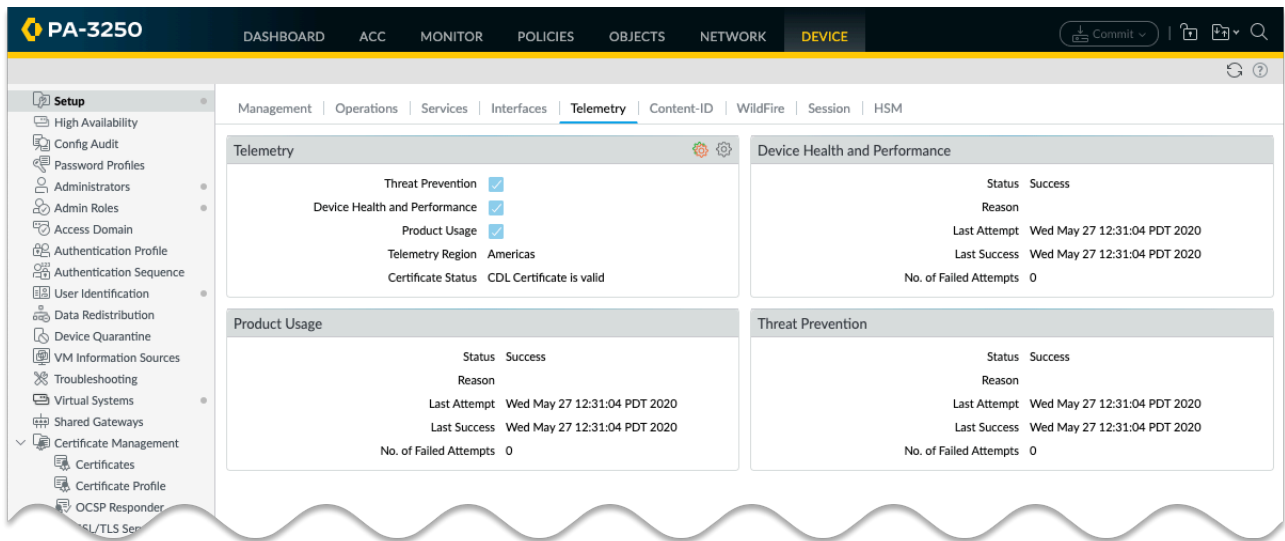 PA-3250
DASHBOARD ACC MONITOR POLICIES OBJECTS NETWORK DEVICE
Commit
Setup
High Availability
Config Audit
Password Profiles
Administrators
Admin Roles
Access Domain
Authentication Profile
Authentication Sequence
User Identification
Data Redistribution
Device Quarantine
VM Information Sources
Troubleshooting
Virtual Systems
Shared Gateways
Certificate Management
Certificates
Certificate Profile
OCSP Responder
Management Operations Services Interfaces Telemetry Content-ID WildFire Session HSM
Telemetry
Threat Prevention
Device Health and Performance
Product Usage
Telemetry Region Americas
Certificate Status CDL Certificate is valid
Device Health and Performance
Status Success
Reason
Last Attempt Wed May 27 12:31:04 PDT 2020
Last Success Wed May 27 12:31:04 PDT 2020
No. of Failed Attempts 0
Product Usage
Status Success
Reason
Last Attempt Wed May 27 12:31:04 PDT 2020
Last Success Wed May 27 12:31:04 PDT 2020
No. of Failed Attempts 0
Threat Prevention
Status Success
Reason
Last Attempt Wed May 27 12:31:04 PDT 2020
Last Success Wed May 27 12:31:04 PDT 2020
No. of Failed Attempts 0